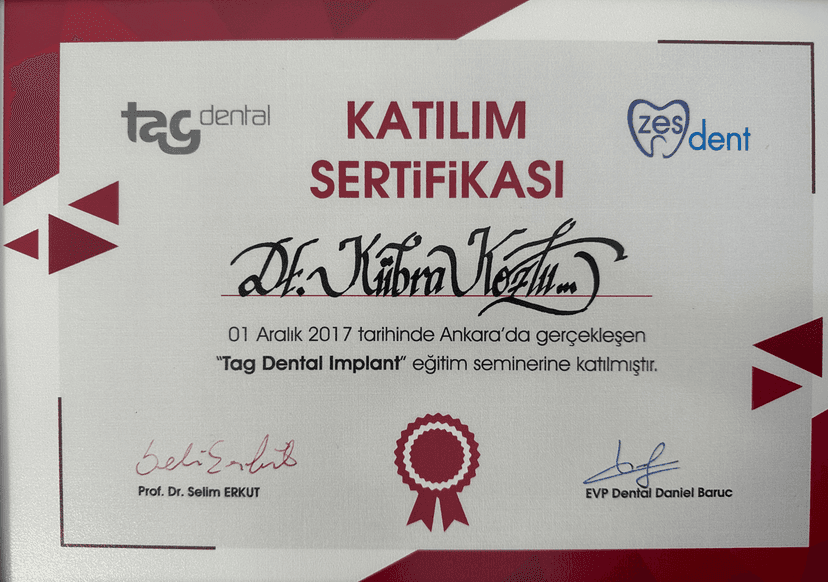 tag dental
KATILIM
SERTİFİKASI
zes dent
Dt. Kübra Kozlu...
01 Aralık 2017 tarihinde Ankara'da gerçekleşen
"Tag Dental Implant" eğitim seminerine katılmıştır.
Prof. Dr. Selim ERKUT
EVP Dental Daniel Baruc